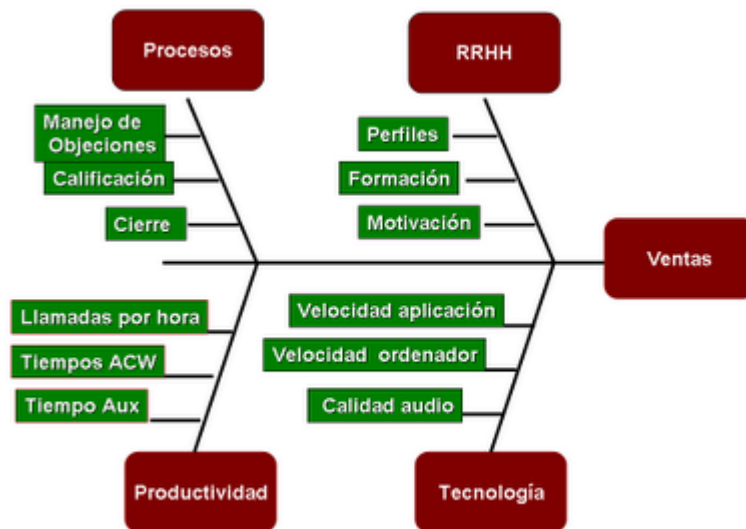 Procesos
RRHH
Manejo de
Objeciones
Calificación
Cierre
Perfiles
Formación
Motivación
Ventas
Llamadas por hora
Tiempos ACW
Tiempo Aux
Velocidad aplicación
Velocidad ordenador
Calidad audio
Productividad
Tecnología